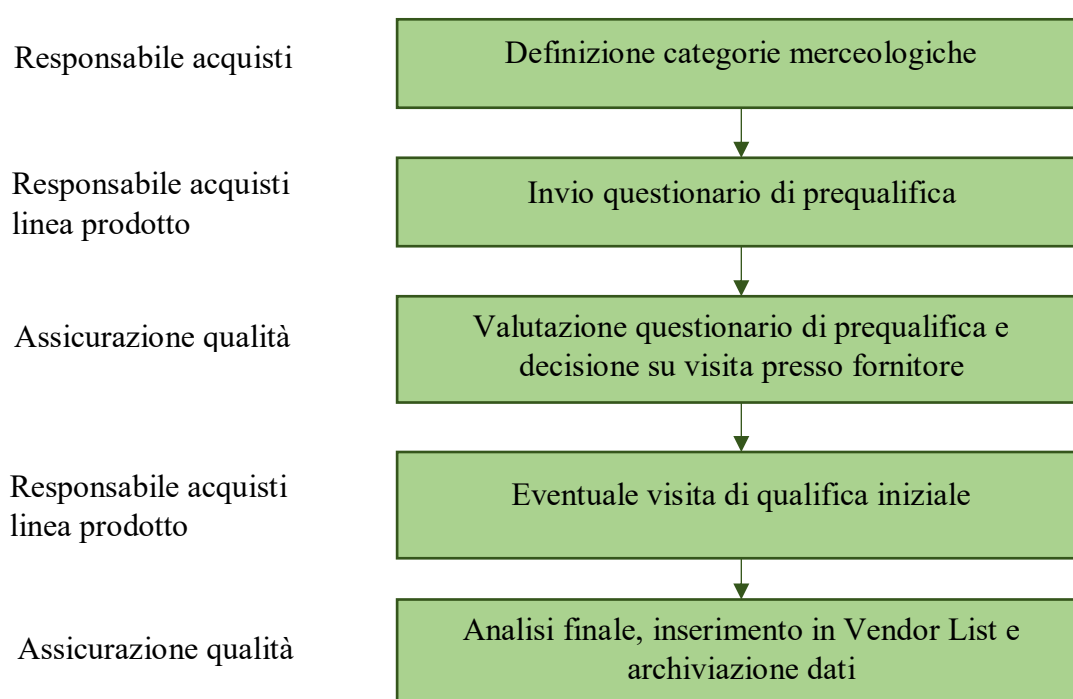 Responsabile acquisti
Definizione categorie merceologiche
Responsabile acquisti
linea prodotto
Invio questionario di prequalifica
Assicurazione qualità
Valutazione questionario di prequalifica e
decisione su visita presso fornitore
Responsabile acquisti
linea prodotto
Eventuale visita di qualifica iniziale
Assicurazione qualità
Analisi finale, inserimento in Vendor List e
archiviazione dati